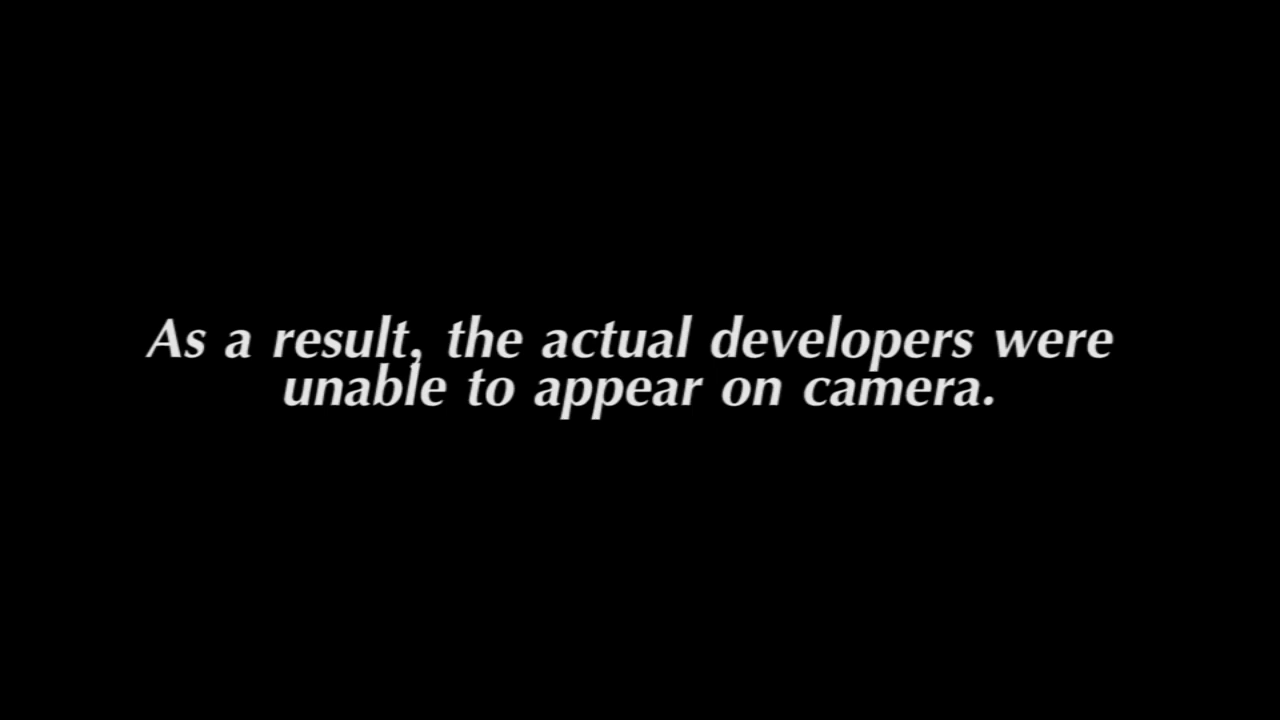 As a result, the actual developers were
unable to appear on camera.